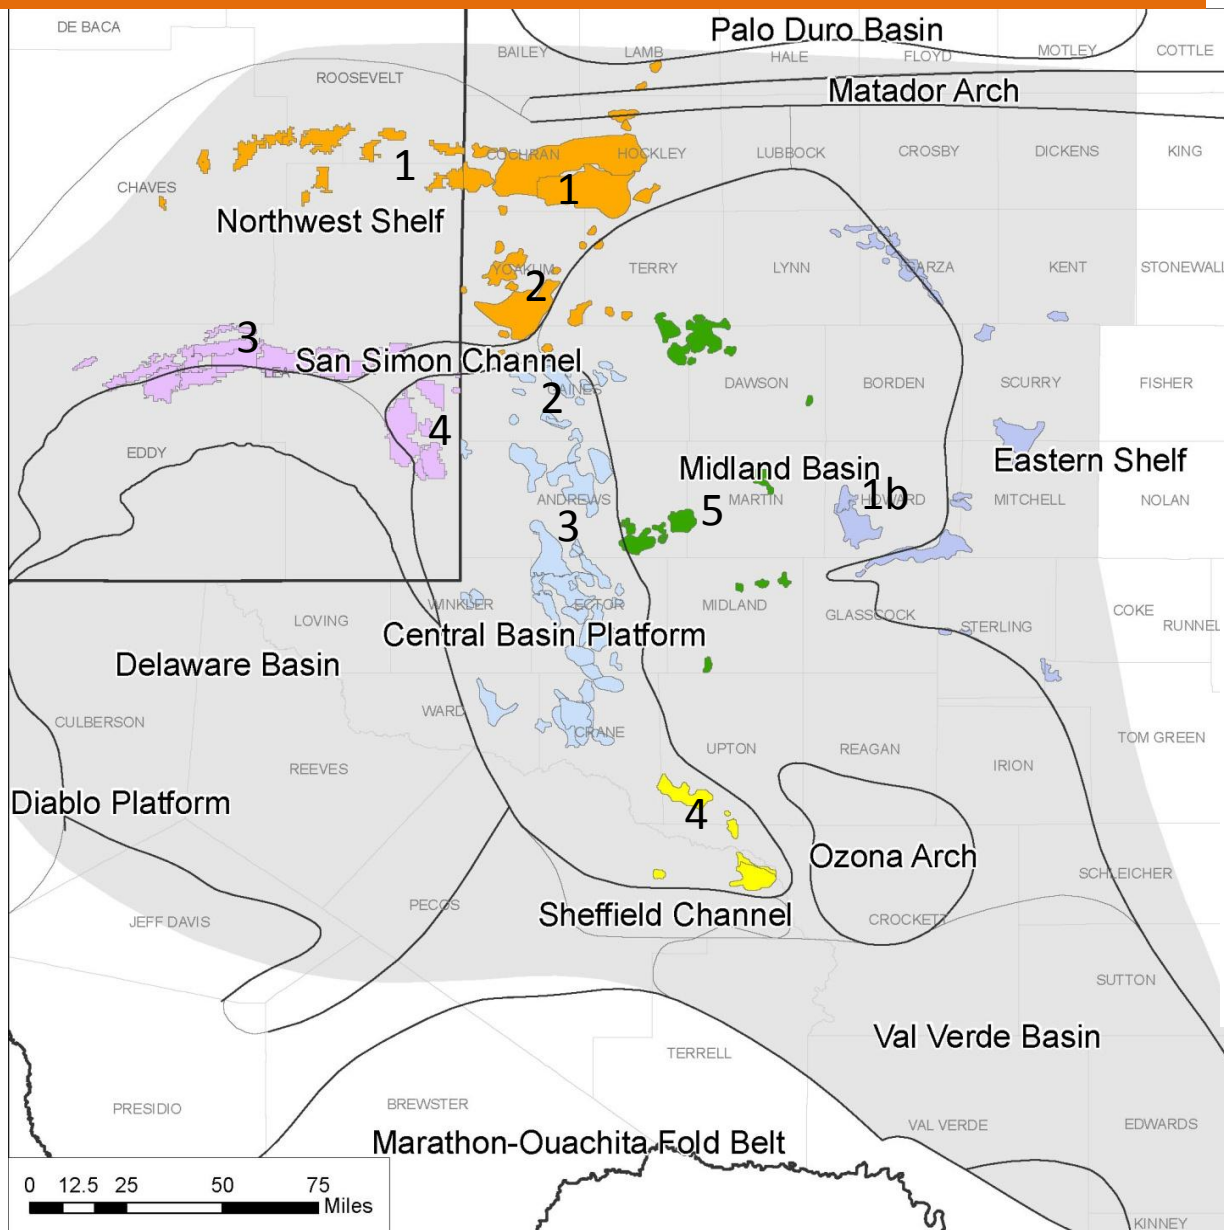 DE BACA
Palo Duro Basin
BAILEY
LAMB
HALE
FLOYD
MOTLEY
COTTLE
ROOSEVELT
Matador Arch
COCHRAN
HOCKLEY
LUBBOCK
CROSBY
DICKENS
KING
1
1
CHAVES
Northwest Shelf
YOAKUM
TERRY
LYNN
GARZA
KENT
STONEWALL
2
3
San Simon Channel
LEA
GAINES
DAWSON
BORDEN
SCURRY
FISHER
2
4
EDDY
Midland Basin
Eastern Shelf
ANDREWS
MARTIN
HOWARD
1b
MITCHELL
NOLAN
3
5
WINKLER
ECTOR
MIDLAND
GLASSCOCK
COKE
LOVING
STERLING
RUNNEL
Central Basin Platform
Delaware Basin
CULBERSON
WARD
CRANE
UPTON
REAGAN
TOM GREEN
REEVES
IRION
Diablo Platform
4
Ozona Arch
SCHLEICHER
PECOS
Sheffield Channel
JEFF DAVIS
CROCKETT
SUTTON
Val Verde Basin
TERRELL
PRESIDIO
BREWSTER
VAL VERDE
EDWARDS
Marathon-Ouachita Fold Belt
0 12.5 25 50 75
Miles
KINNEY